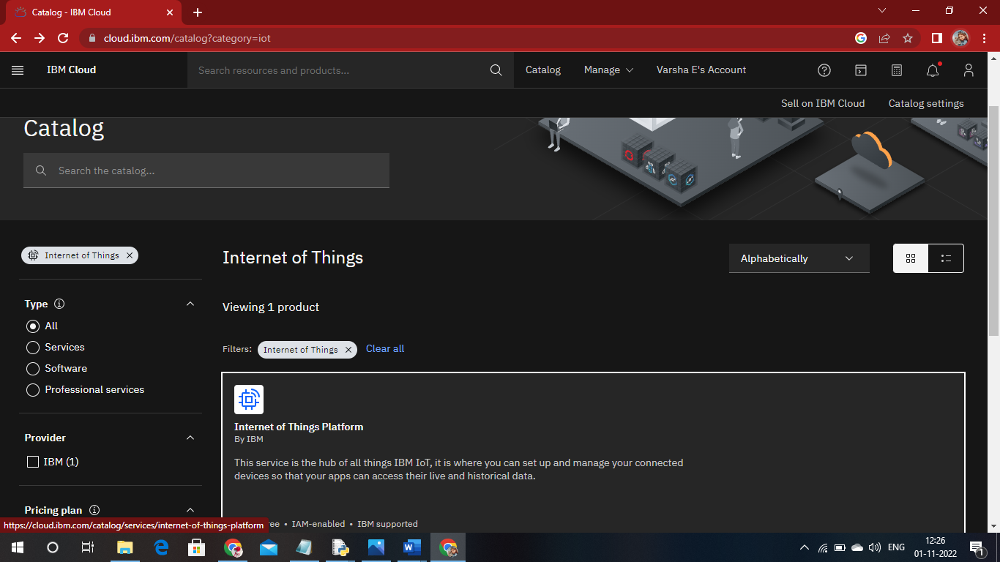 Catalog - IBM Cloud
cloud.ibm.com/catalog?category=iot
IBM Cloud
Search resources and products...
Catalog
Manage
Varsha E's Account
Sell on IBM Cloud
Catalog settings
Catalog
Search the catalog...
Internet of Things
Type
All
Services
Software
Professional services
Provider
IBM (1)
Pricing plan
Internet of Things
Alphabetically
Viewing 1 product
Filters: Internet of Things Clear all
Internet of Things Platform
By IBM
This service is the hub of all things IBM IoT, it is where you can set up and manage your connected
devices so that your apps can access their live and historical data.
• IAM-enabled • IBM supported
https://cloud.ibm.com/catalog/services/internet-of-things-platform
ENG
12:26
01-11-2022
1